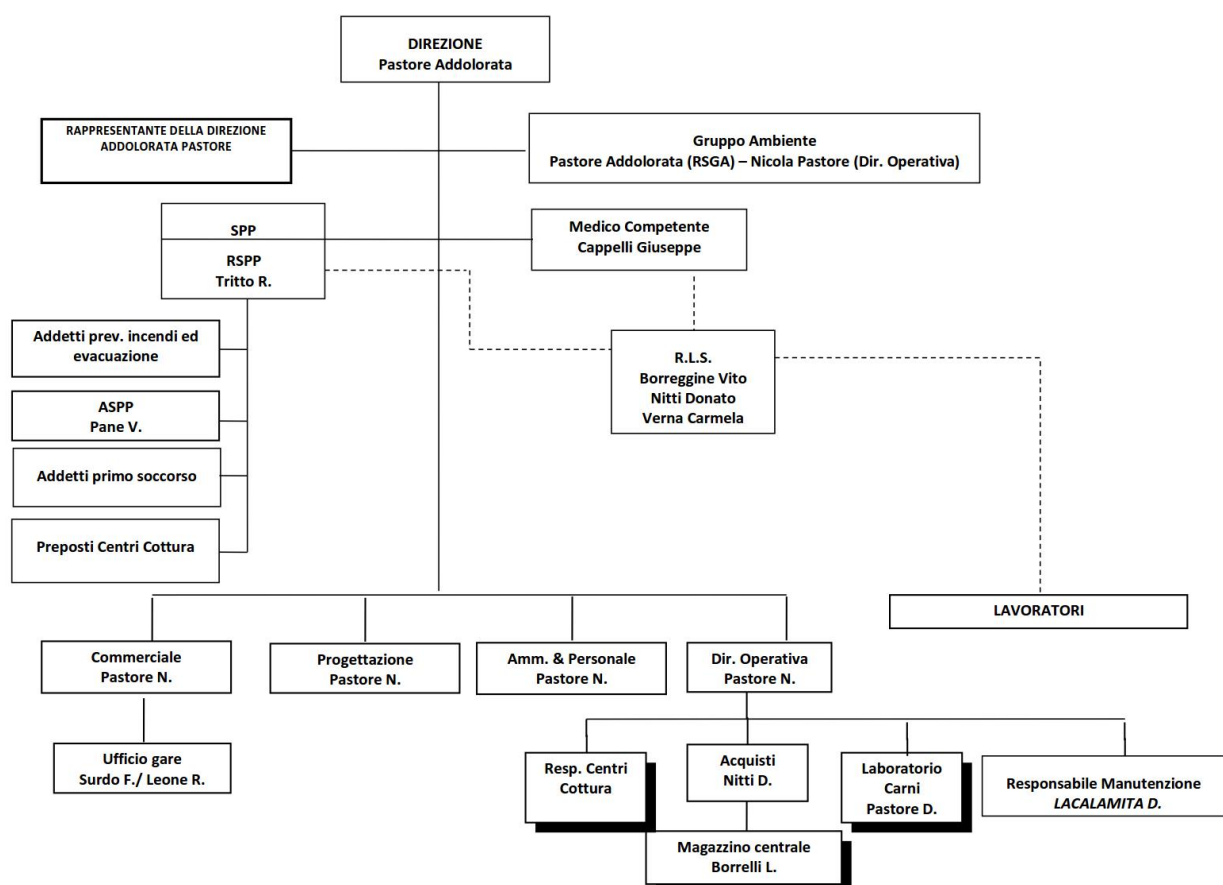 DIREZIONE
Pastore Addolorata
RAPPRESENTANTE DELLA DIREZIONE
ADDOLORATA PASTORE
Gruppo Ambiente
Pastore Addolorata (RSGA) – Nicola Pastore (Dir. Operativa)
SPP
RSPP
Tritto R.
Medico Competente
Cappelli Giuseppe
Addetti prev. incendi ed
evacuazione
ASPP
Pane V.
Addetti primo soccorso
Preposti Centri Cottura
R.L.S.
Borreggine Vito
Nitti Donato
Verna Carmela
LAVORATORI
Commerciale
Pastore N.
Progettazione
Pastore N.
Amm. & Personale
Pastore N.
Dir. Operativa
Pastore N.
Ufficio gare
Surdo F./ Leone R.
Resp. Centri
Cottura
Acquisti
Nitti D.
Laboratorio
Carni
Pastore D.
Responsabile Manutenzione
LACALAMITA D.
Magazzino centrale
Borrelli L.